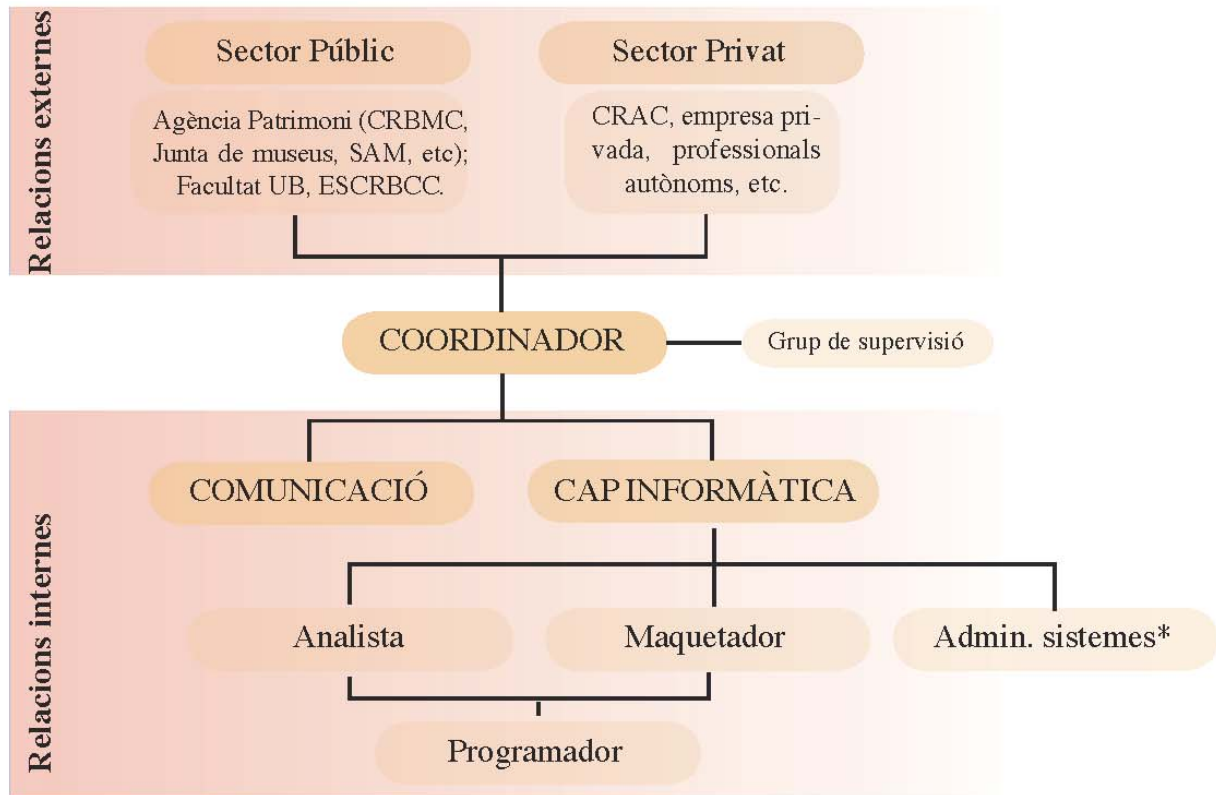 Relacions externes
Sector Públic
Sector Privat
Agència Patrimoni (CRBMC,
Junta de museus, SAM, etc);
Facultat UB, ESCRBCC.
CRAC, empresa pri-
vada, professionals
autònoms, etc.
COORDINADOR
Grup de supervisió
Relacions internes
COMUNICACIÓ
CAP INFORMÀTICA
Analista
Maquetador
Admin. sistemes*
Programador